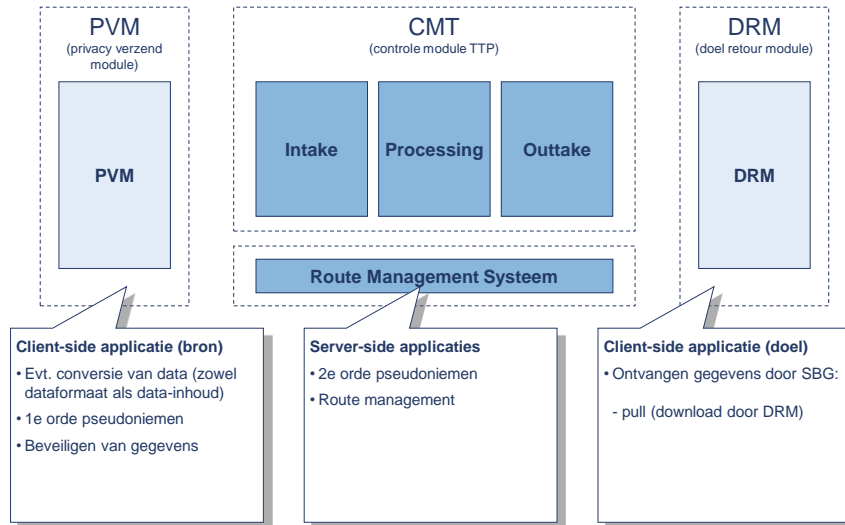 PVM
(privacy verzend
module)
PVM
CMT
(controle module TTP)
Intake
Processing
Outtake
Route Management Systeem
DRM
(doel retour module)
DRM
Client-side applicatie (bron)
• Evt. conversie van data (zowel
dataformaat als data-inhoud)
• 1e orde pseudoniemen
• Beveiligen van gegevens
Server-side applicaties
• 2e orde pseudoniemen
• Route management
Client-side applicatie (doel)
• Ontvangen gegevens door SBG:
- pull (download door DRM)